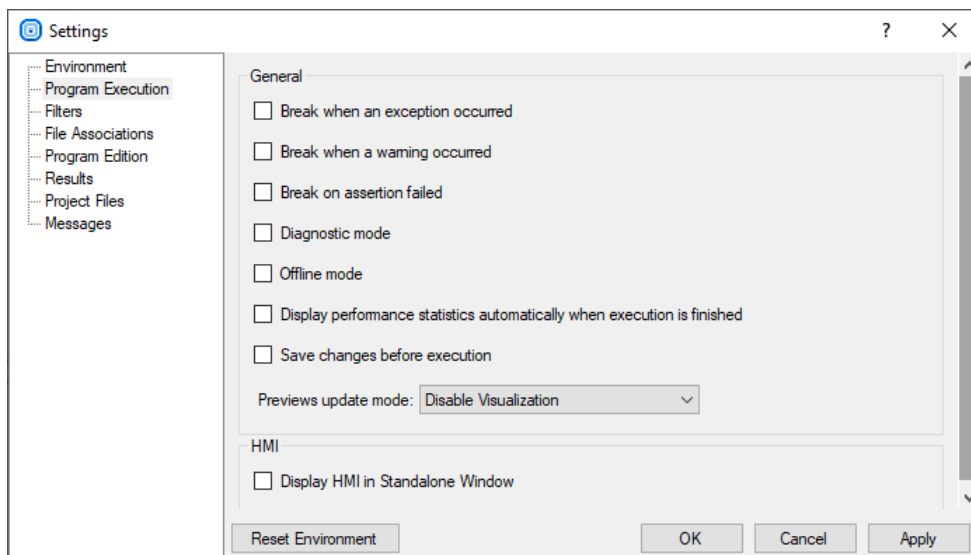 Settings
?
Environment
Program Execution
Filters
File Associations
Program Edition
Results
Project Files
Messages
General
Break when an exception occurred
Break when a warning occurred
Break on assertion failed
Diagnostic mode
Offline mode
Display performance statistics automatically when execution is finished
Save changes before execution
Previews update mode: Disable Visualization
HMI
Display HMI in Standalone Window
Reset Environment
OK
Cancel
Apply